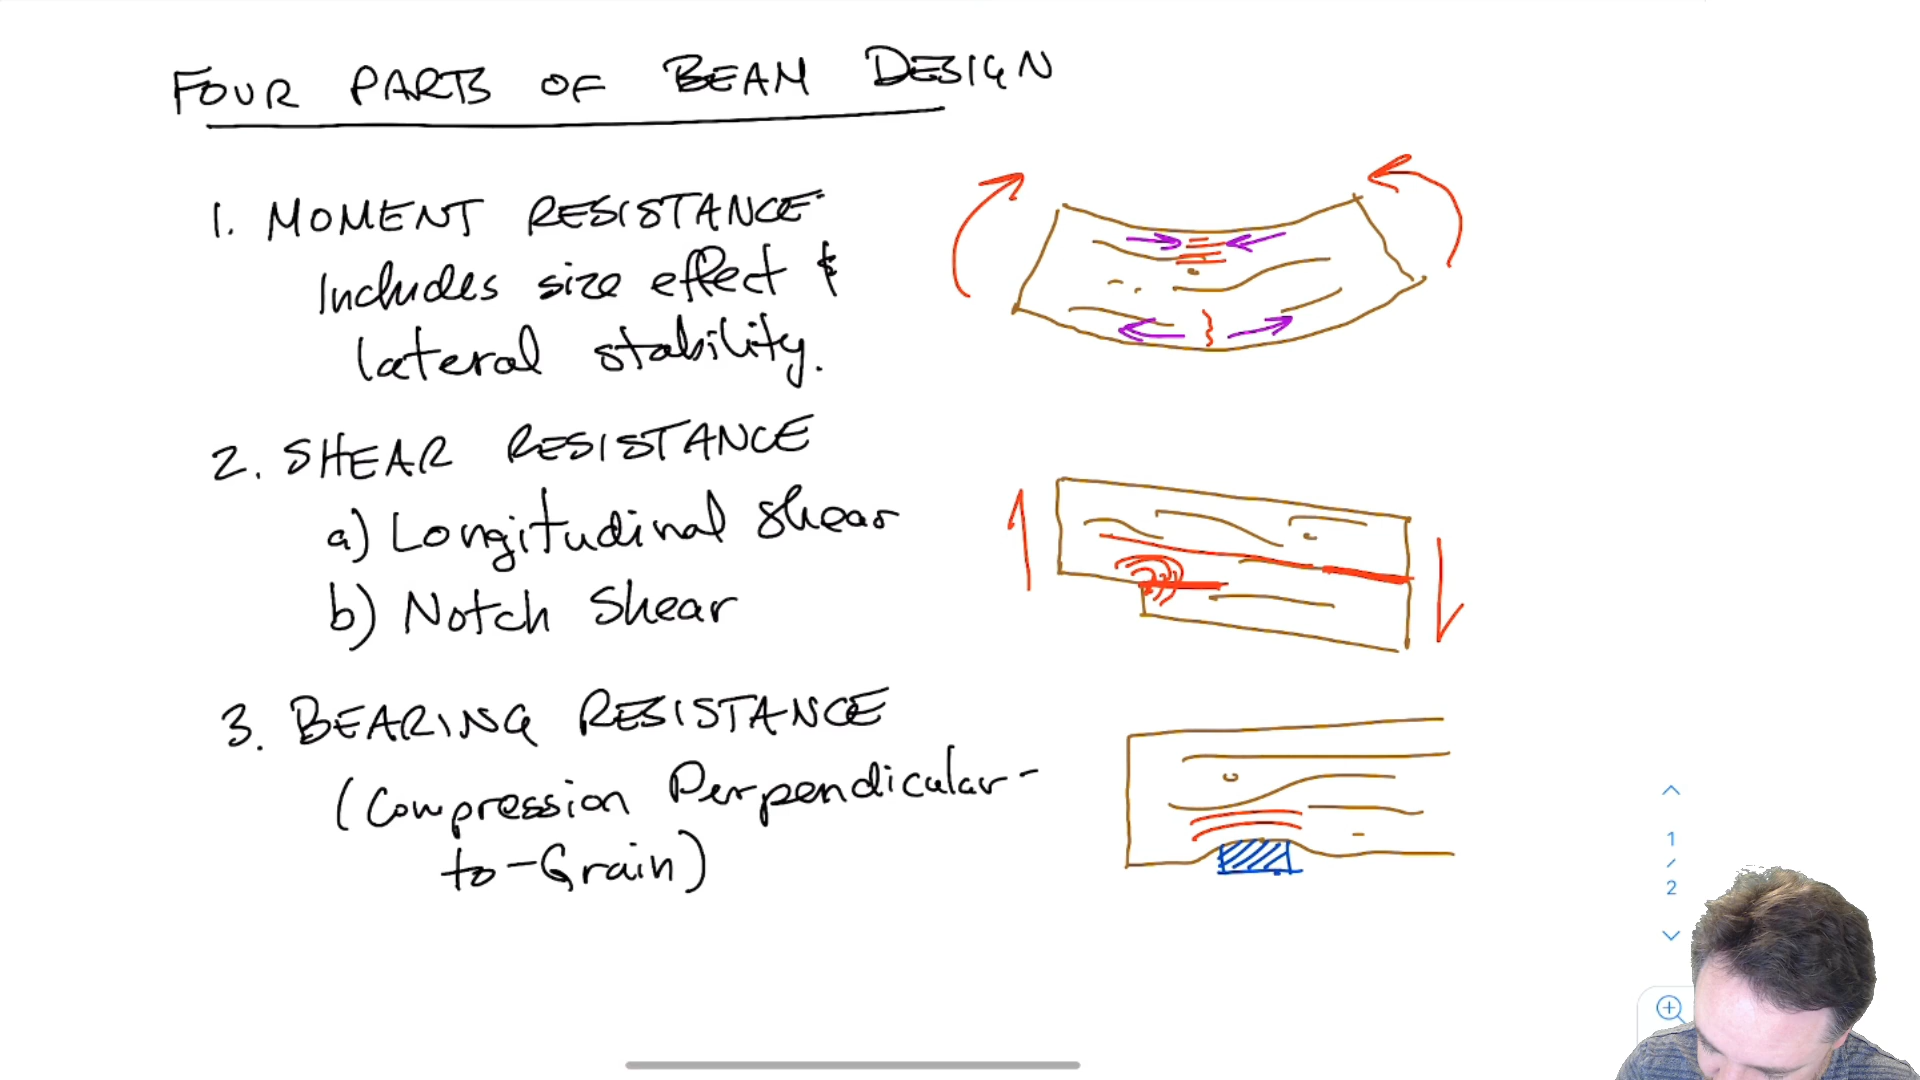 FOUR PARTS OF BEAM DESIGN
1. MOMENT RESISTANCE
Includes size effect &
lateral stability.
2. SHEAR RESISTANCE
a) Longitudinal shear
b) Notch Shear
3. BEARING RESISTANCE
(Compression Perpendicular-
to-Grain)
1
/
2